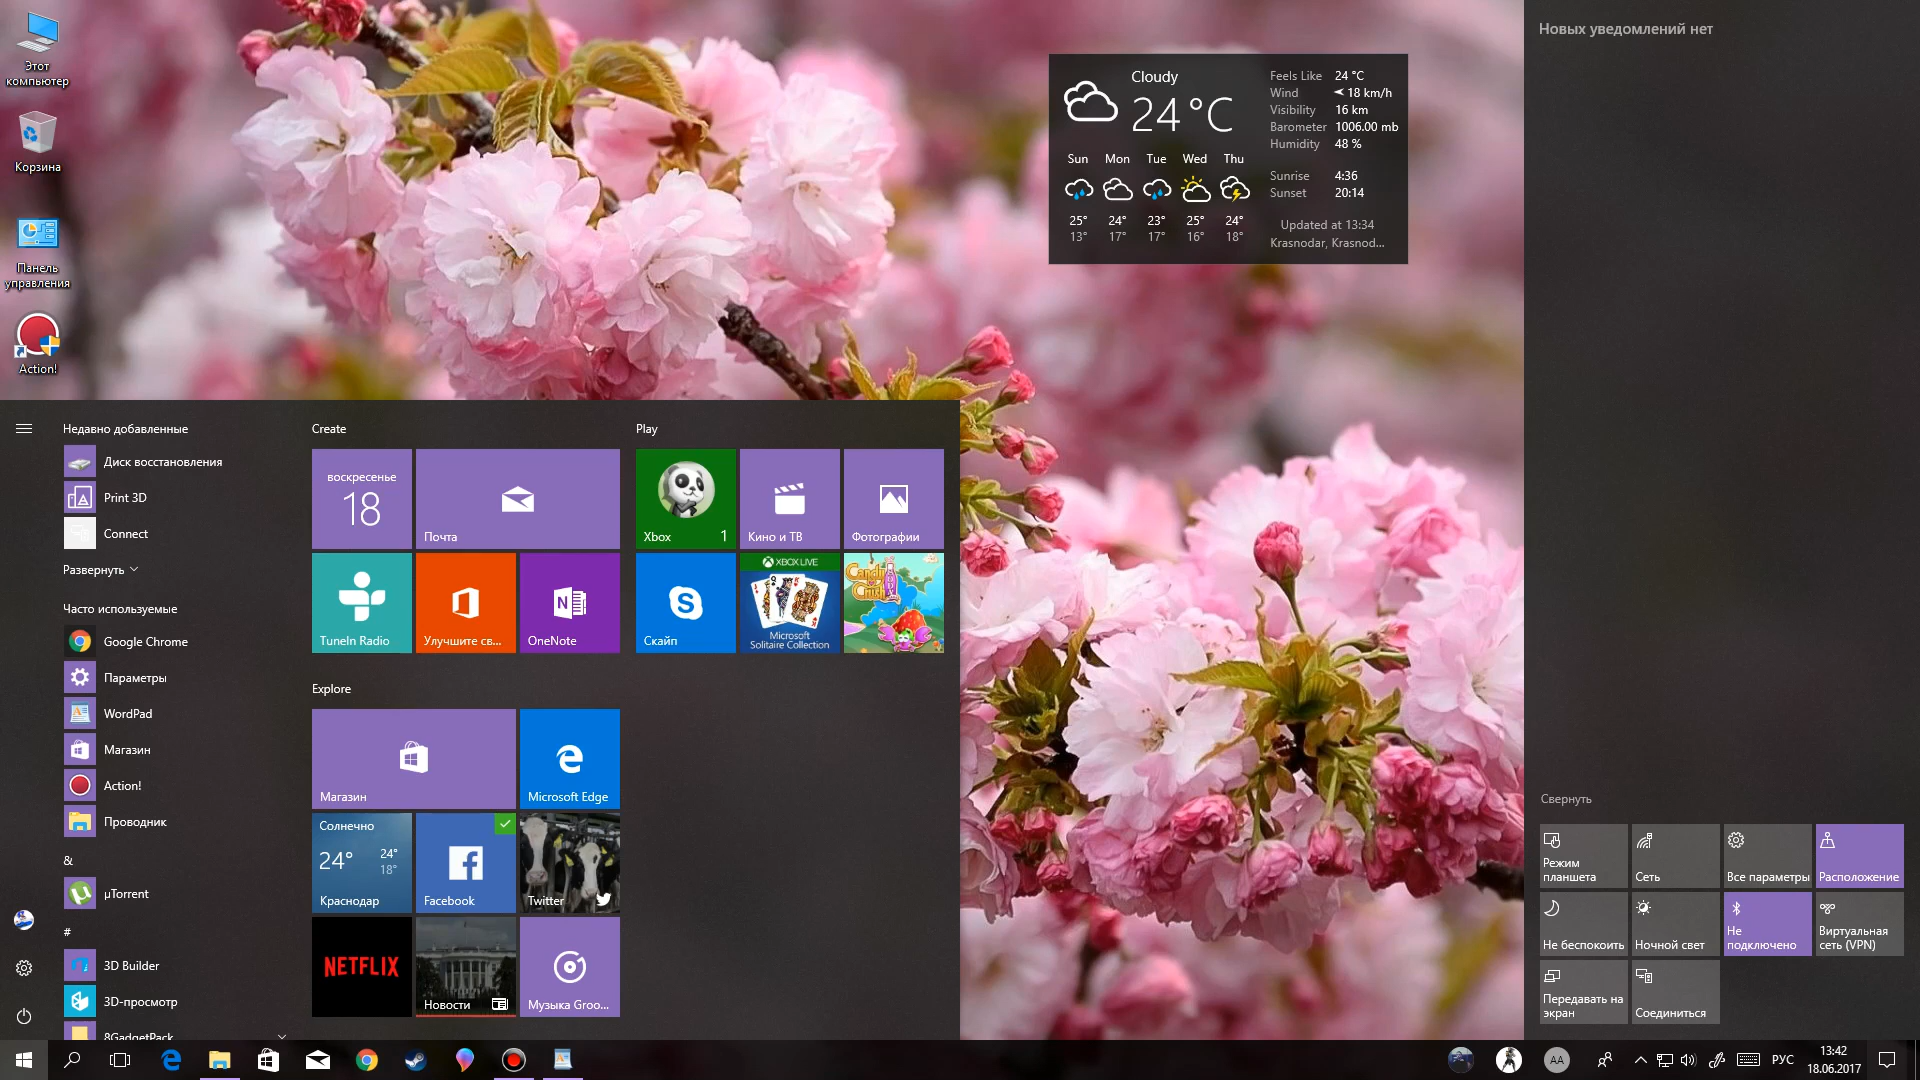 Этот
компьютер
Корзина
Панель
управления
Action!
Cloudy
24°C
Feels Like 24 °C
Wind 18 km/h
Visibility 16 km
Barometer 1006.00 mb
Humidity 48 %
Sunrise 4:36
Sunset 20:14
Updated at 13:34
Krasnodar, Krasnod...
Sun Mon Tue Wed Thu
25° 24° 23° 25° 24°
13° 17° 17° 16° 18°
Новых уведомлений нет
Недавно добавленные
Диск восстановления
Print 3D
Connect
Развернуть
Часто используемые
Google Chrome
Параметры
WordPad
Магазин
Action!
Проводник
&
µTorrent
#
3D Builder
3D-просмотр
8GadgetPack
Create
воскресенье
18
Почта
TuneIn Radio
Улучшите св...
OneNote
Play
Xbox 1
Кино и ТВ
Фотографии
Скайп
XBOX LIVE
Microsoft
Solitaire Collection
Candy
Crush
SODA
Explore
Магазин
Microsoft Edge
Солнечно
24° 24°
18°
Краснодар
Facebook
Twitter
NETFLIX
Новости
Музыка Groo...
Свернуть
Режим
планшета
Сеть
Все параметры
Расположение
Не беспокоить
Ночной свет
Не
подключено
Виртуальная
сеть (VPN)
Передавать на
экран
Соединиться
AA
РУС
13:42
18.06.2017